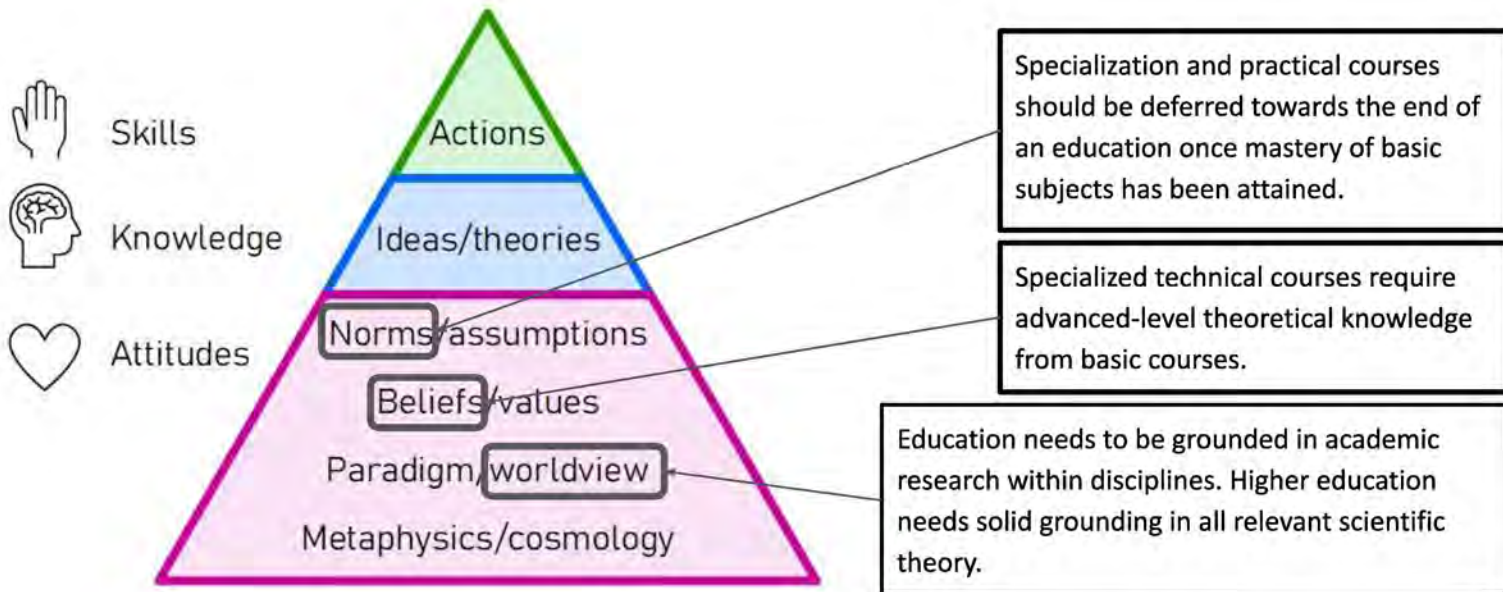 Skills
Knowledge
Attitudes
Actions
Ideas/theories
Norms/assumptions
Beliefs/values
Paradigm/worldview
Metaphysics/cosmology
Specialization and practical courses
should be deferred towards the end of
an education once mastery of basic
subjects has been attained.
Specialized technical courses require
advanced-level theoretical knowledge
from basic courses.
Education needs to be grounded in academic
research within disciplines. Higher education
needs solid grounding in all relevant scientific
theory.